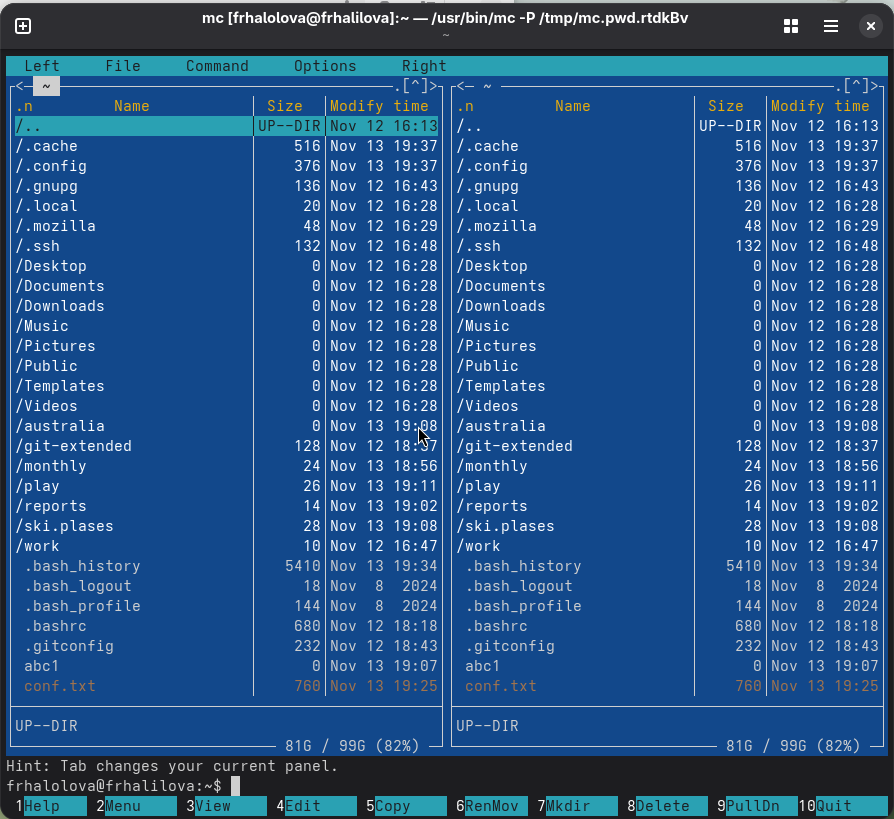 mc [frhalolova@frhalilova]:~ — /usr/bin/mc -P /tmp/mc.pwd.rtdkBv
~
Left File Command Options Right
<─ ~ ─.[^]> <─ ~ ─.[^]>
.n Name Size Modify time .n Name Size Modify time
/.. UP--DIR Nov 12 16:13 /.. UP--DIR Nov 12 16:13
/.cache 516 Nov 13 19:37 /.cache 516 Nov 13 19:37
/.config 376 Nov 13 19:37 /.config 376 Nov 13 19:37
/.gnupg 136 Nov 12 16:43 /.gnupg 136 Nov 12 16:43
/.local 20 Nov 12 16:28 /.local 20 Nov 12 16:28
/.mozilla 48 Nov 12 16:29 /.mozilla 48 Nov 12 16:29
/.ssh 132 Nov 12 16:48 /.ssh 132 Nov 12 16:48
/Desktop 0 Nov 12 16:28 /Desktop 0 Nov 12 16:28
/Documents 0 Nov 12 16:28 /Documents 0 Nov 12 16:28
/Downloads 0 Nov 12 16:28 /Downloads 0 Nov 12 16:28
/Music 0 Nov 12 16:28 /Music 0 Nov 12 16:28
/Pictures 0 Nov 12 16:28 /Pictures 0 Nov 12 16:28
/Public 0 Nov 12 16:28 /Public 0 Nov 12 16:28
/Templates 0 Nov 12 16:28 /Templates 0 Nov 12 16:28
/Videos 0 Nov 12 16:28 /Videos 0 Nov 12 16:28
/australia 0 Nov 13 19:08 /australia 0 Nov 13 19:08
/git-extended 128 Nov 12 18:37 /git-extended 128 Nov 12 18:37
/monthly 24 Nov 13 18:56 /monthly 24 Nov 13 18:56
/play 26 Nov 13 19:11 /play 26 Nov 13 19:11
/reports 14 Nov 13 19:02 /reports 14 Nov 13 19:02
/ski.plases 28 Nov 13 19:08 /ski.plases 28 Nov 13 19:08
/work 10 Nov 12 16:47 /work 10 Nov 12 16:47
.bash_history 5410 Nov 13 19:34 .bash_history 5410 Nov 13 19:34
.bash_logout 18 Nov 8 2024 .bash_logout 18 Nov 8 2024
.bash_profile 144 Nov 8 2024 .bash_profile 144 Nov 8 2024
.bashrc 680 Nov 12 18:18 .bashrc 680 Nov 12 18:18
.gitconfig 232 Nov 12 18:43 .gitconfig 232 Nov 12 18:43
abc1 0 Nov 13 19:07 abc1 0 Nov 13 19:07
conf.txt 760 Nov 13 19:25 conf.txt 760 Nov 13 19:25
UP--DIR UP--DIR
81G / 99G (82%) 81G / 99G (82%)
Hint: Tab changes your current panel.
frhalolova@frhalilova:~$
1Help 2Menu 3View 4Edit 5Copy 6RenMov 7Mkdir 8Delete 9PullDn 10Quit